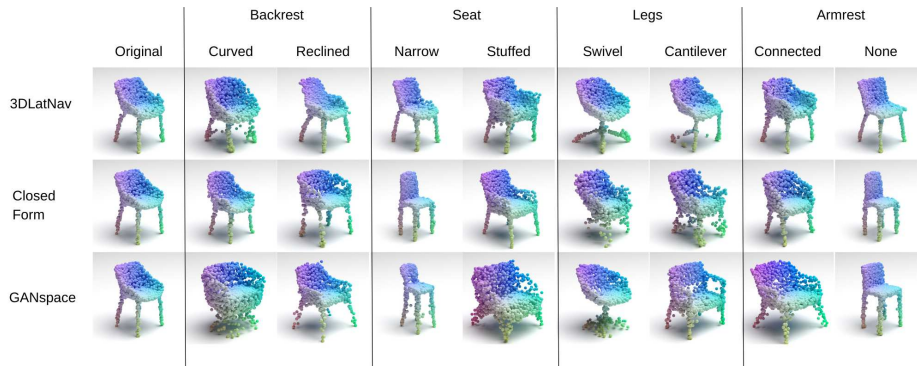 Backrest Seat Legs Armrest
Original Curved Reclined Narrow Stuffed Swivel Cantilever Connected None
3DLatNav
Closed
Form
GANspace